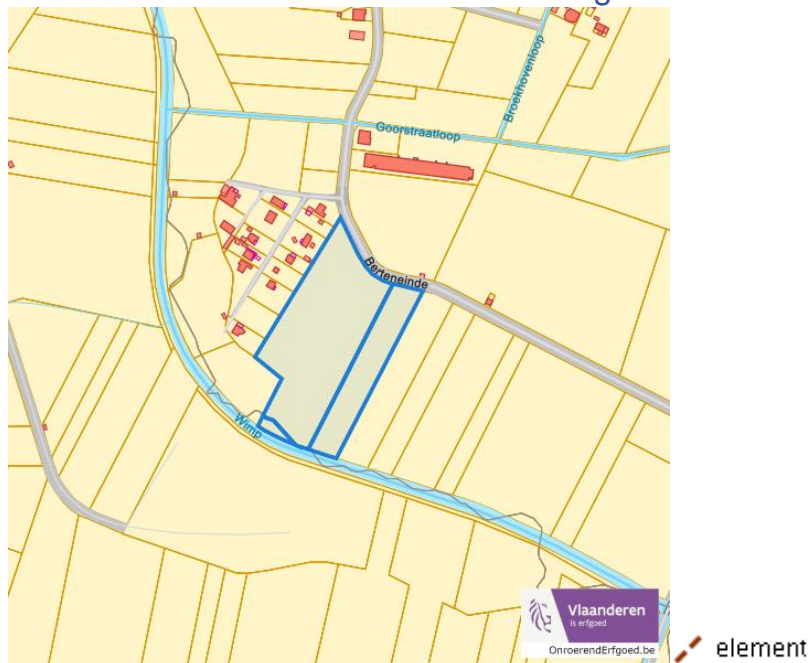 Broekhovenloop
Goorstraatloop
Berteneinde
Wimp
Vlaanderen
is erfgoed
OnroerendErfgoed.be
element